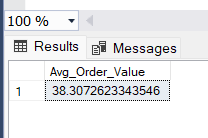 100 %
Results Messages
Avg_Order_Value
1 38.3072623343546